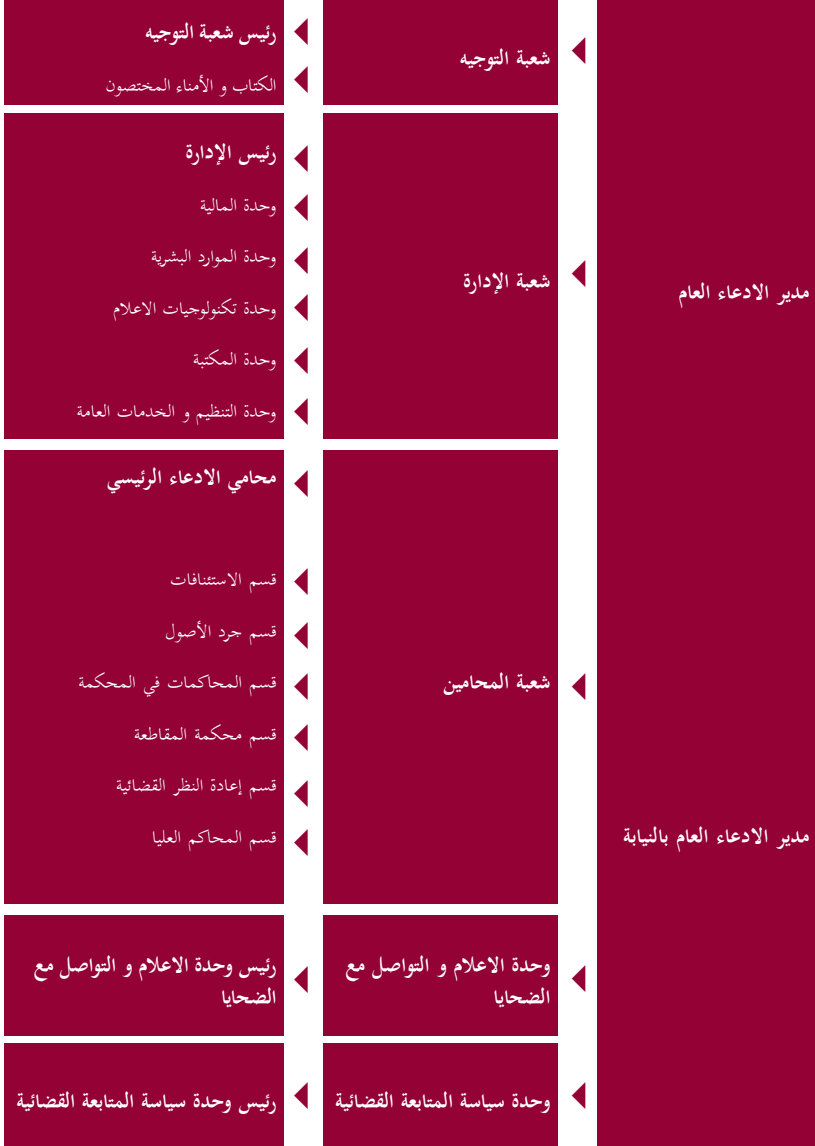 مدير الادعاء العام
مدير الادعاء العام بالنيابة
شعبة التوجيه
رئيس شعبة التوجيه
الكتاب و الأمناء المختصون
شعبة الإدارة
رئيس الإدارة
وحدة المالية
وحدة الموارد البشرية
وحدة تكنولوجيات الاعلام
وحدة المكتبة
وحدة التنظيم و الخدمات العامة
شعبة المحامين
محامي الادعاء الرئيسي
قسم الاستئنافات
قسم جرد الأصول
قسم المحاكمات في المحكمة
قسم محكمة المقاطعة
قسم إعادة النظر القضائية
قسم المحاكم العليا
وحدة الاعلام و التواصل مع
الضحايا
رئيس وحدة الاعلام و التواصل مع
الضحايا
وحدة سياسة المتابعة القضائية
رئيس وحدة سياسة المتابعة القضائية